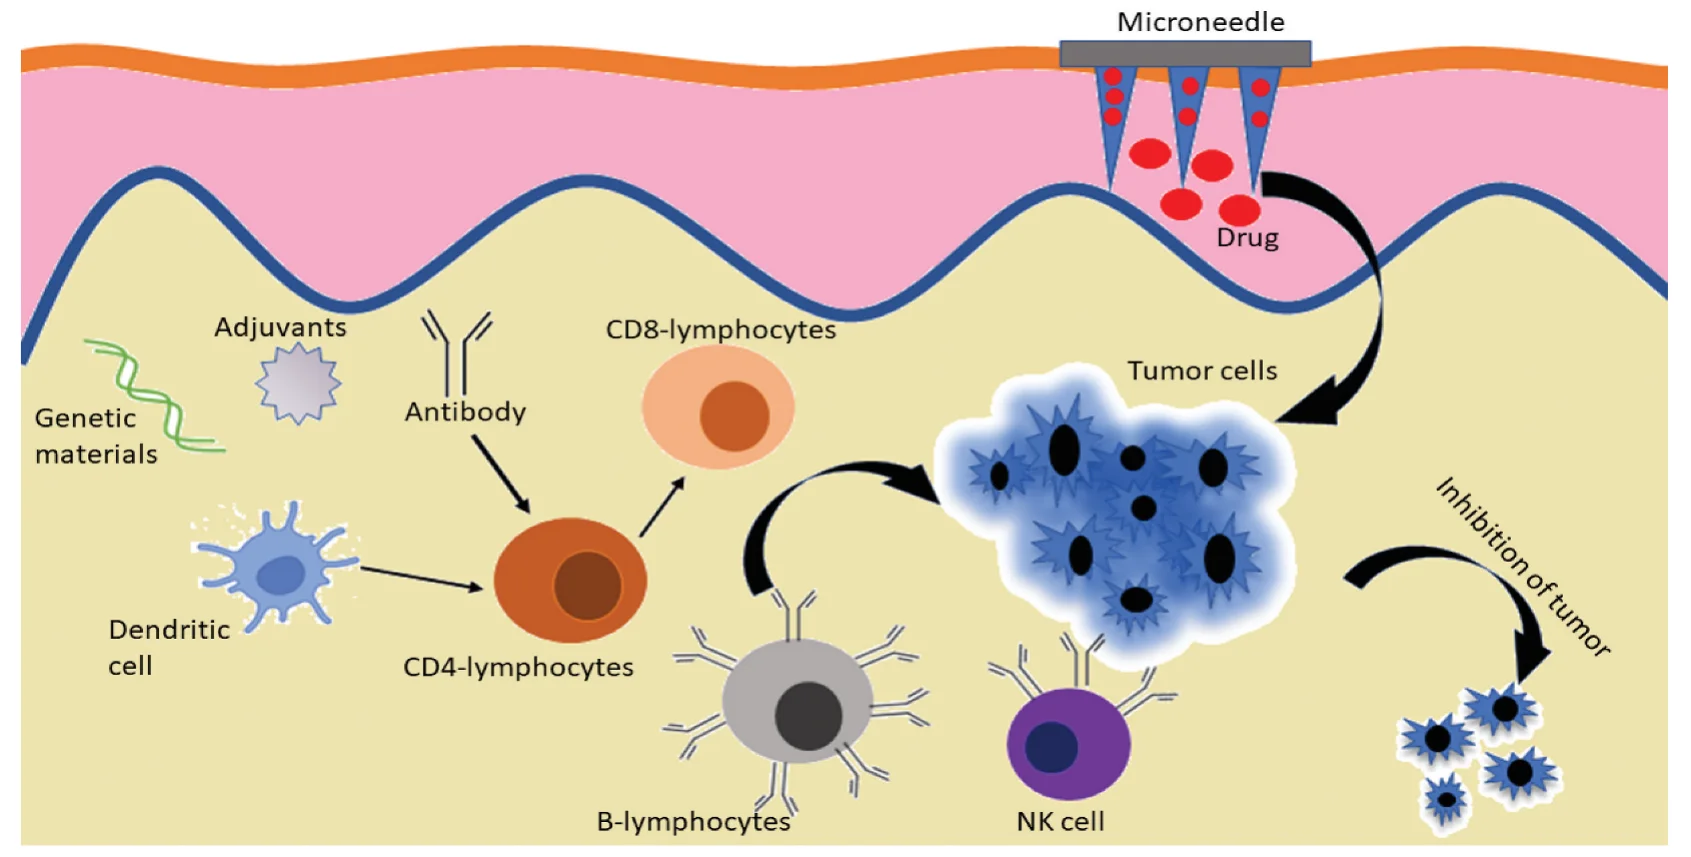 Microneedle
Drug
Adjuvants
CD8-lymphocytes
Tumor cells
Genetic
materials
Antibody
Inhibition of tumor
Dendritic
cell
CD4-lymphocytes
B-lymphocytes
NK cell